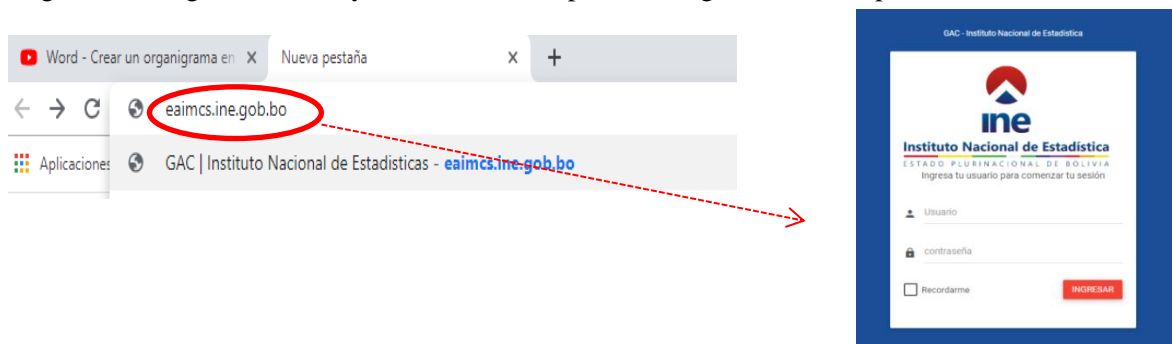 Word - Crear un organigrama en
Nueva pestaña
eaimcs.ine.gob.bo
Aplicaciones
GAC | Instituto Nacional de Estadisticas - eaimcs.ine.gob.bo
GAC - Instituto Nacional de Estadistica
ine
Instituto Nacional de Estadística
ESTADO PLURINACIONAL DE BOLIVIA
Ingresa tu usuario para comenzar tu sesión
Usuario
contraseña
Recordarme
INGRESAR